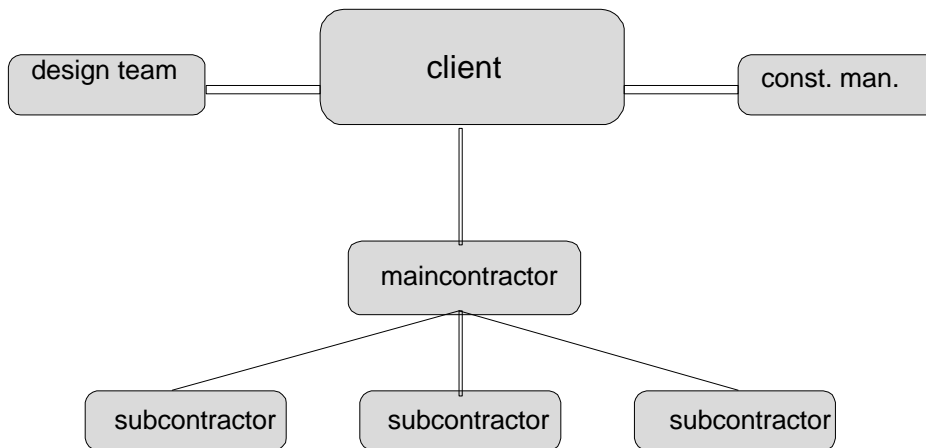 design team
client
const. man.
maincontractor
subcontractor
subcontractor
subcontractor